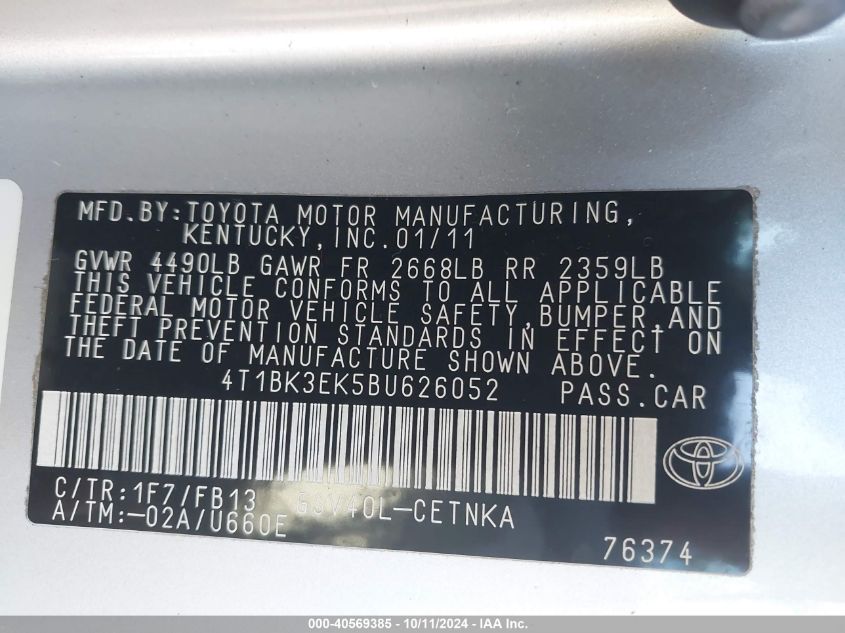 MFD.BY:TOYOTA MOTOR MANUFACTURING,
KENTUCKY,INC.01/11
GVWR 4490LB GAWR FR 2668LB RR 2359LB
THIS VEHICLE CONFORMS TO ALL APPLICABLE
FEDERAL MOTOR VEHICLE SAFETY,BUMPER,AND
THEFT PREVENTION STANDARDS IN EFFECT ON
THE DATE OF MANUFACTURE SHOWN ABOVE.
4T1BK3EK5BU626052 PASS.CAR
C/TR:1F7/FB13 GSV40L-CETNKA
A/TM:-02A/U660E
76374
000-40569385 - 10/11/2024 - IAAI.COM